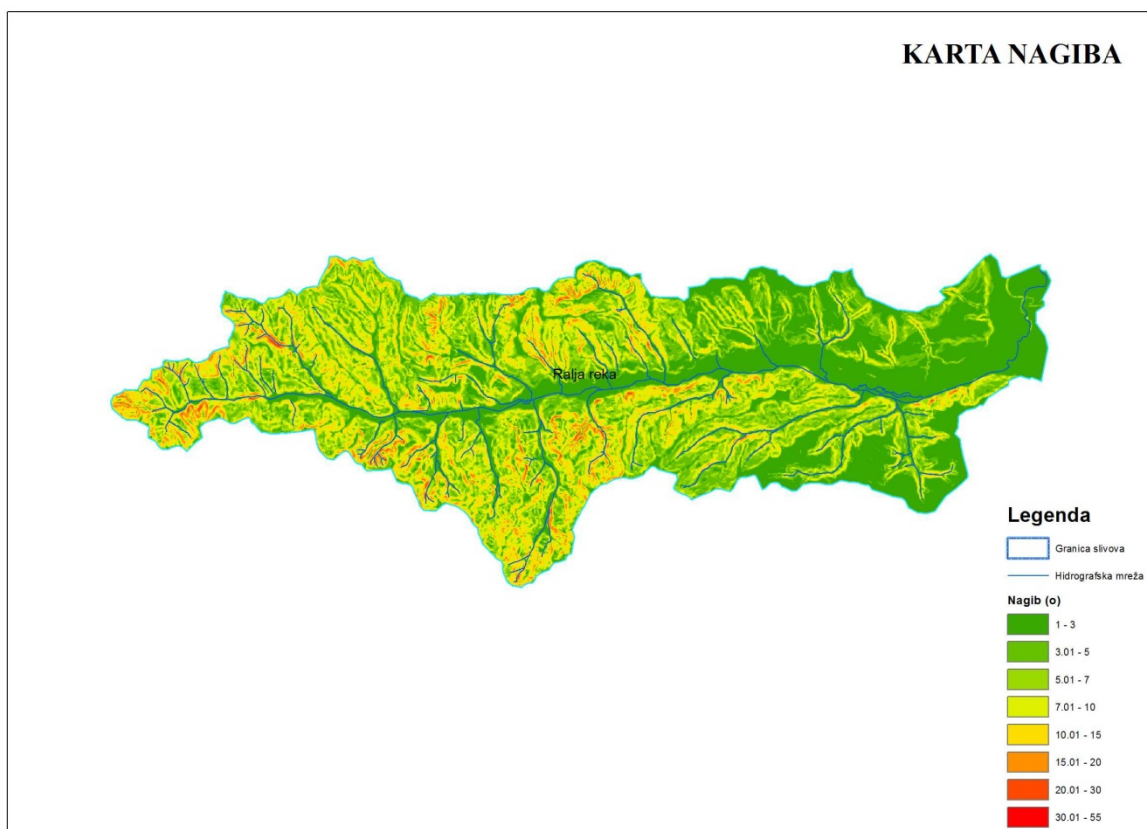 KARTA NAGIBA
Ralja reka
Legenda
Granica slivova
Hidrografska mreža
Nagib (o)
1 - 3
3.01 - 5
5.01 - 7
7.01 - 10
10.01 - 15
15.01 - 20
20.01 - 30
30.01 - 55